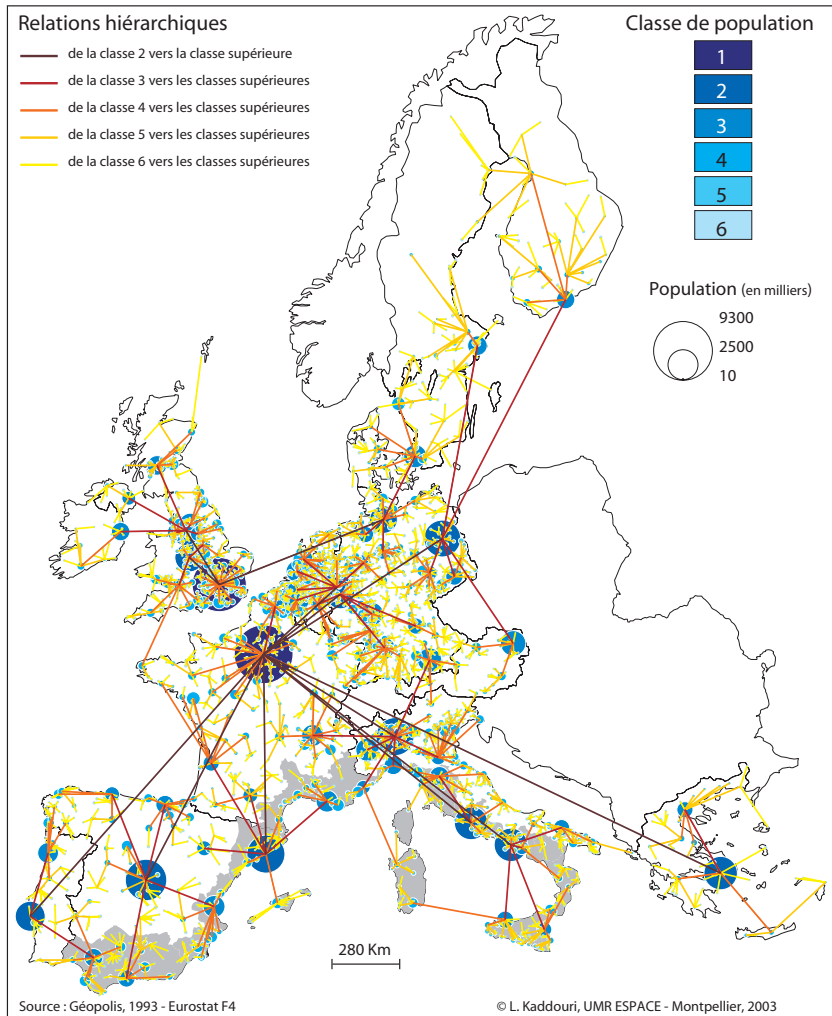 Relations hiérarchiques
de la classe 2 vers la classe supérieure
de la classe 3 vers les classes supérieures
de la classe 4 vers les classes supérieures
de la classe 5 vers les classes supérieures
de la classe 6 vers les classes supérieures
Classe de population
1
2
3
4
5
6
Population (en milliers)
9300
2500
10
280 Km
Source : Géopolis, 1993 - Eurostat F4
© L. Kaddouri, UMR ESPACE - Montpellier, 2003